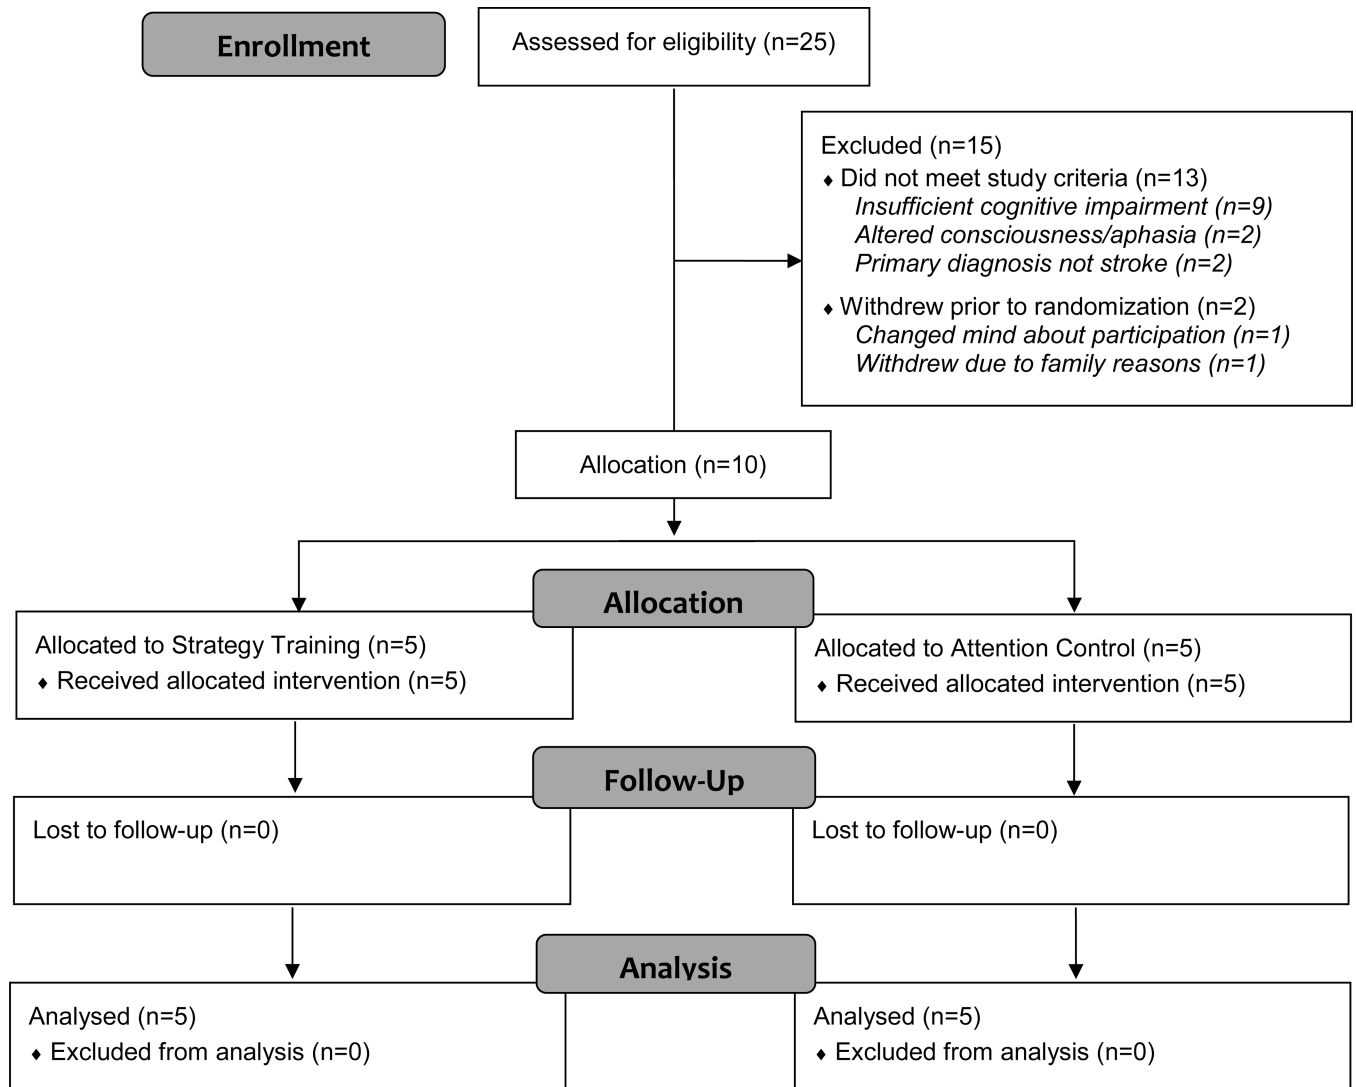 Enrollment
Assessed for eligibility (n=25)
Excluded (n=15)
♦ Did not meet study criteria (n=13)
Insufficient cognitive impairment (n=9)
Altered consciousness/aphasia (n=2)
Primary diagnosis not stroke (n=2)
♦ Withdrew prior to randomization (n=2)
Changed mind about participation (n=1)
Withdrew due to family reasons (n=1)
Allocation (n=10)
Allocation
Allocated to Strategy Training (n=5)
♦ Received allocated intervention (n=5)
Allocated to Attention Control (n=5)
♦ Received allocated intervention (n=5)
Follow-Up
Lost to follow-up (n=0)
Lost to follow-up (n=0)
Analysis
Analysed (n=5)
♦ Excluded from analysis (n=0)
Analysed (n=5)
♦ Excluded from analysis (n=0)